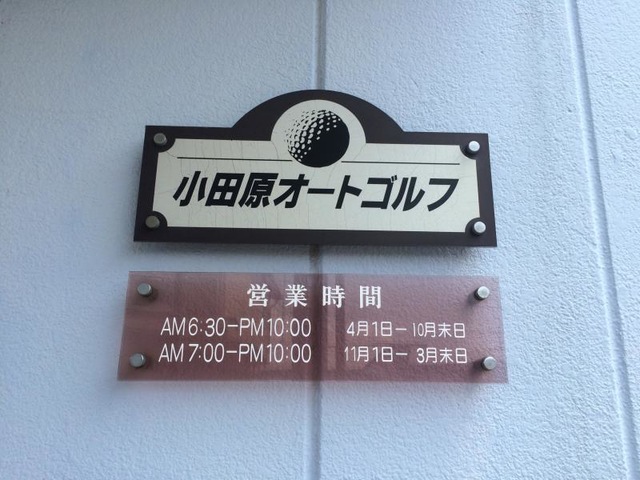 小田原オートゴルフ
営業時間
AM6:30-PM10:00 4月1日-10月末日
AM7:00-PM10:00 11月1日-3月末日